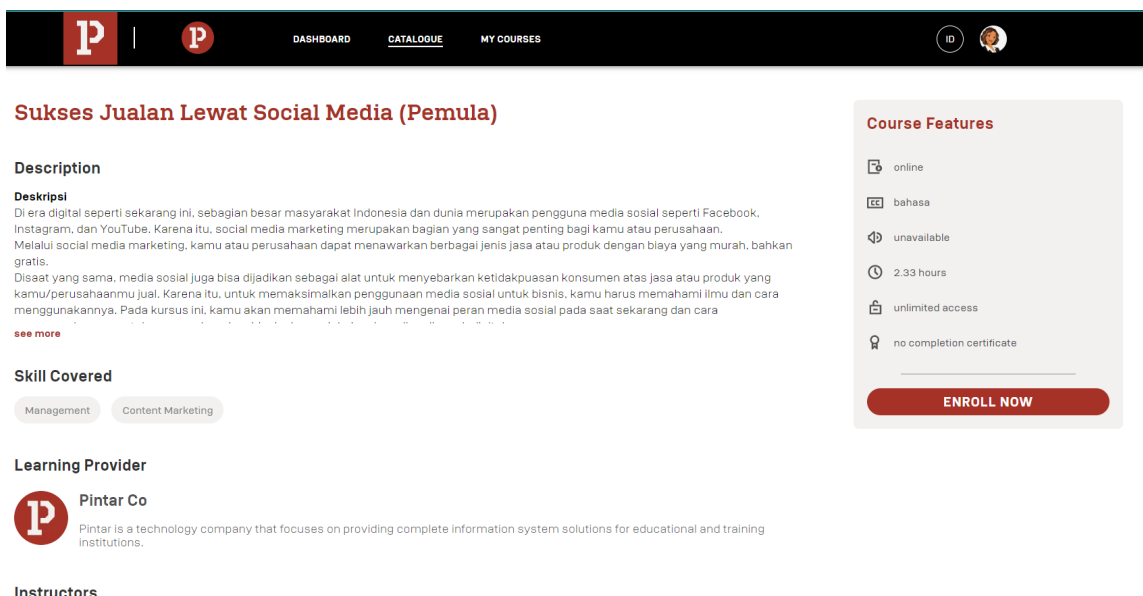 P P DASHBOARD CATALOGUE MY COURSES ID
Sukses Jualan Lewat Social Media (Pemula)
Description
Deskripsi
Di era digital seperti sekarang ini, sebagian besar masyarakat Indonesia dan dunia merupakan pengguna media sosial seperti Facebook,
Instagram, dan YouTube. Karena itu, social media marketing merupakan bagian yang sangat penting bagi kamu atau perusahaan.
Melalui social media marketing, kamu atau perusahaan dapat menawarkan berbagai jenis jasa atau produk dengan biaya yang murah, bahkan
gratis.
Disaat yang sama, media sosial juga bisa dijadikan sebagai alat untuk menyebarkan ketidakpuasan konsumen atas jasa atau produk yang
kamu/perusahaanmu jual. Karena itu, untuk memaksimalkan penggunaan media sosial untuk bisnis, kamu harus memahami ilmu dan cara
menggunakannya. Pada kursus ini, kamu akan memahami lebih jauh mengenai peran media sosial pada saat sekarang dan cara
see more
Skill Covered
Management Content Marketing
Learning Provider
P
Pintar Co
Pintar is a technology company that focuses on providing complete information system solutions for educational and training
institutions.
Instructors
Course Features
online
CC bahasa
unavailable
2.33 hours
unlimited access
no completion certificate
ENROLL NOW